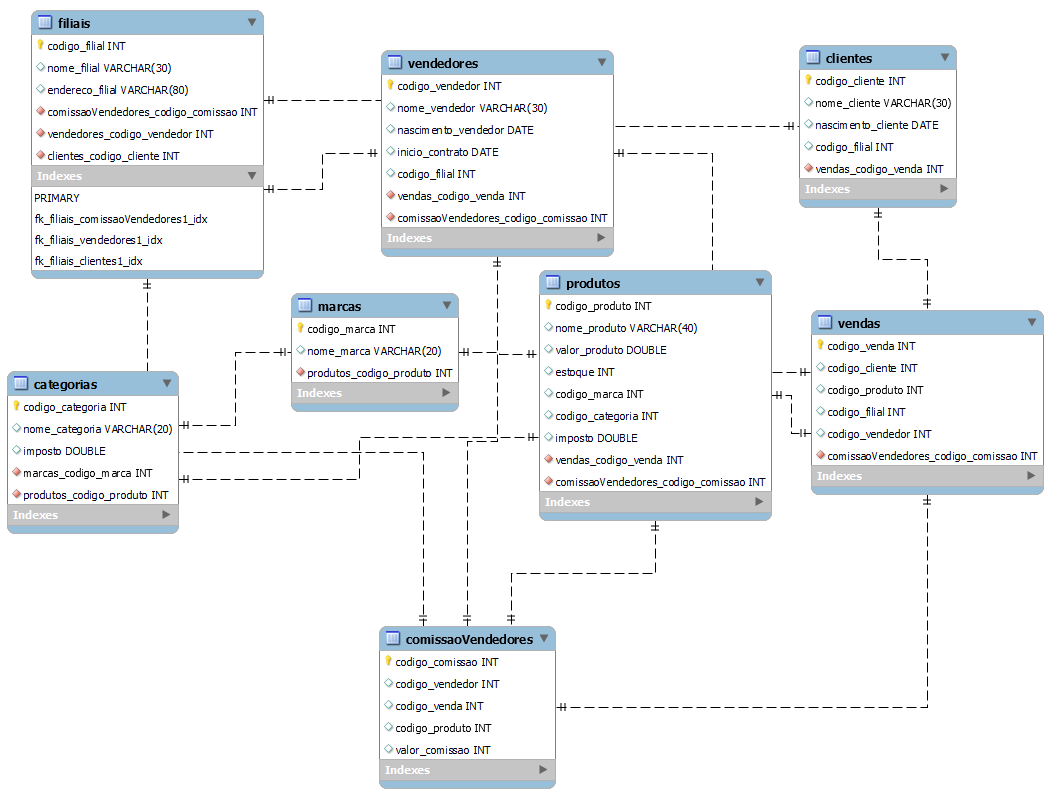 filiais
codigo_filial INT
nome_filial VARCHAR(30)
endereco_filial VARCHAR(80)
comissaoVendedores_codigo_comissao INT
vendedores_codigo_vendedor INT
clientes_codigo_cliente INT
Indexes
PRIMARY
fk_filiais_comissaoVendedores1_idx
fk_filiais_vendedores1_idx
fk_filiais_clientes1_idx
vendedores
codigo_vendedor INT
nome_vendedor VARCHAR(30)
nascimento_vendedor DATE
inicio_contrato DATE
codigo_filial INT
vendas_codigo_venda INT
comissaoVendedores_codigo_comissao INT
Indexes
clientes
codigo_cliente INT
nome_cliente VARCHAR(30)
nascimento_cliente DATE
codigo_filial INT
vendas_codigo_venda INT
Indexes
marcas
codigo_marca INT
nome_marca VARCHAR(20)
produtos_codigo_produto INT
Indexes
produtos
codigo_produto INT
nome_produto VARCHAR(40)
valor_produto DOUBLE
estoque INT
codigo_marca INT
codigo_categoria INT
imposto DOUBLE
vendas_codigo_venda INT
comissaoVendedores_codigo_comissao INT
Indexes
vendas
codigo_venda INT
codigo_cliente INT
codigo_produto INT
codigo_filial INT
codigo_vendedor INT
comissaoVendedores_codigo_comissao INT
Indexes
categorias
codigo_categoria INT
nome_categoria VARCHAR(20)
imposto DOUBLE
marcas_codigo_marca INT
produtos_codigo_produto INT
Indexes
comissaoVendedores
codigo_comissao INT
codigo_vendedor INT
codigo_venda INT
codigo_produto INT
valor_comissao INT
Indexes